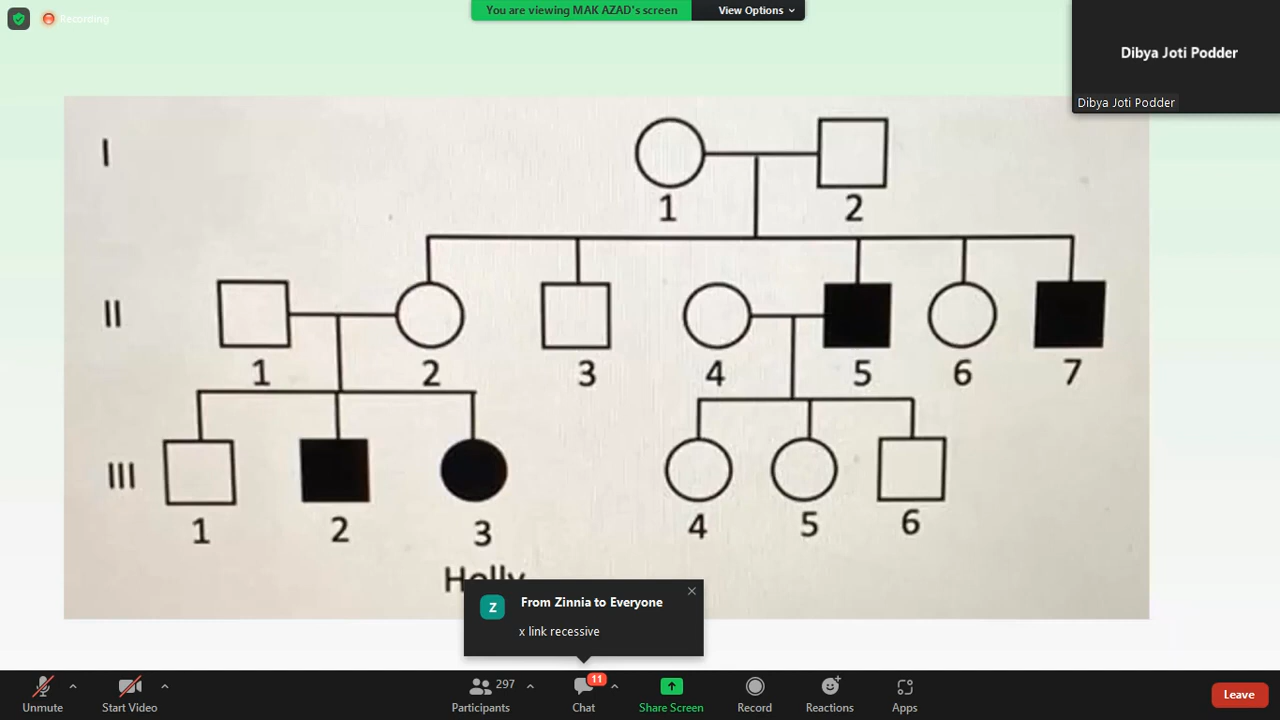 Recording
You are viewing MAK AZAD's screen
View Options
Dibya Joti Podder
Dibya Joti Podder
I
1 2
II
1 2 3 4 5 6 7
III
1 2 3 4 5 6
Holly
From Zinnia to Everyone
x link recessive
297 11
Unmute Start Video Participants Chat Share Screen Record Reactions Apps Leave